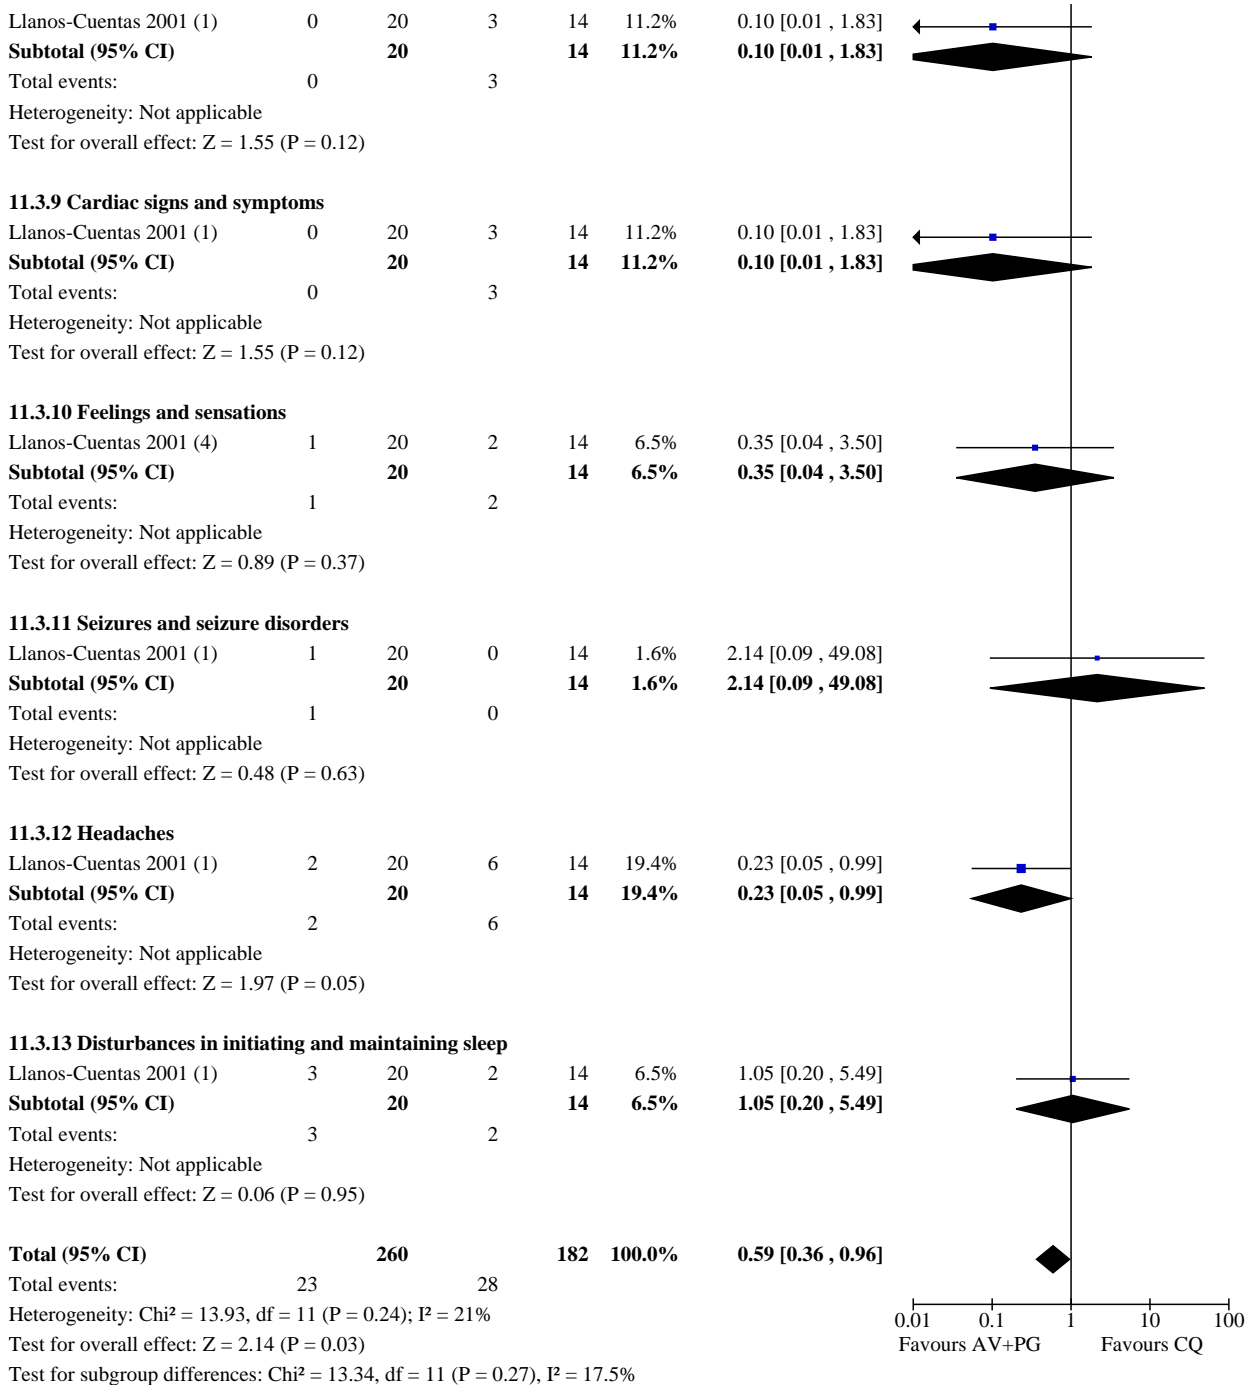 Llanos-Cuentas 2001 (1) 0 20 3 14 11.2% 0.10 [0.01 , 1.83]
Subtotal (95% CI) 20 14 11.2% 0.10 [0.01 , 1.83]
Total events: 0 3
Heterogeneity: Not applicable
Test for overall effect: Z = 1.55 (P = 0.12)
11.3.9 Cardiac signs and symptoms
Llanos-Cuentas 2001 (1) 0 20 3 14 11.2% 0.10 [0.01 , 1.83]
Subtotal (95% CI) 20 14 11.2% 0.10 [0.01 , 1.83]
Total events: 0 3
Heterogeneity: Not applicable
Test for overall effect: Z = 1.55 (P = 0.12)
11.3.10 Feelings and sensations
Llanos-Cuentas 2001 (4) 1 20 2 14 6.5% 0.35 [0.04 , 3.50]
Subtotal (95% CI) 20 14 6.5% 0.35 [0.04 , 3.50]
Total events: 1 2
Heterogeneity: Not applicable
Test for overall effect: Z = 0.89 (P = 0.37)
11.3.11 Seizures and seizure disorders
Llanos-Cuentas 2001 (1) 1 20 0 14 1.6% 2.14 [0.09 , 49.08]
Subtotal (95% CI) 20 14 1.6% 2.14 [0.09 , 49.08]
Total events: 1 0
Heterogeneity: Not applicable
Test for overall effect: Z = 0.48 (P = 0.63)
11.3.12 Headaches
Llanos-Cuentas 2001 (1) 2 20 6 14 19.4% 0.23 [0.05 , 0.99]
Subtotal (95% CI) 20 14 19.4% 0.23 [0.05 , 0.99]
Total events: 2 6
Heterogeneity: Not applicable
Test for overall effect: Z = 1.97 (P = 0.05)
11.3.13 Disturbances in initiating and maintaining sleep
Llanos-Cuentas 2001 (1) 3 20 2 14 6.5% 1.05 [0.20 , 5.49]
Subtotal (95% CI) 20 14 6.5% 1.05 [0.20 , 5.49]
Total events: 3 2
Heterogeneity: Not applicable
Test for overall effect: Z = 0.06 (P = 0.95)
Total (95% CI) 260 182 100.0% 0.59 [0.36 , 0.96]
Total events: 23 28
Heterogeneity: Chi² = 13.93, df = 11 (P = 0.24); I² = 21%
Test for overall effect: Z = 2.14 (P = 0.03)
Test for subgroup differences: Chi² = 13.34, df = 11 (P = 0.27), I² = 17.5%
0.01 0.1 1 10 100
Favours AV+PG Favours CQ